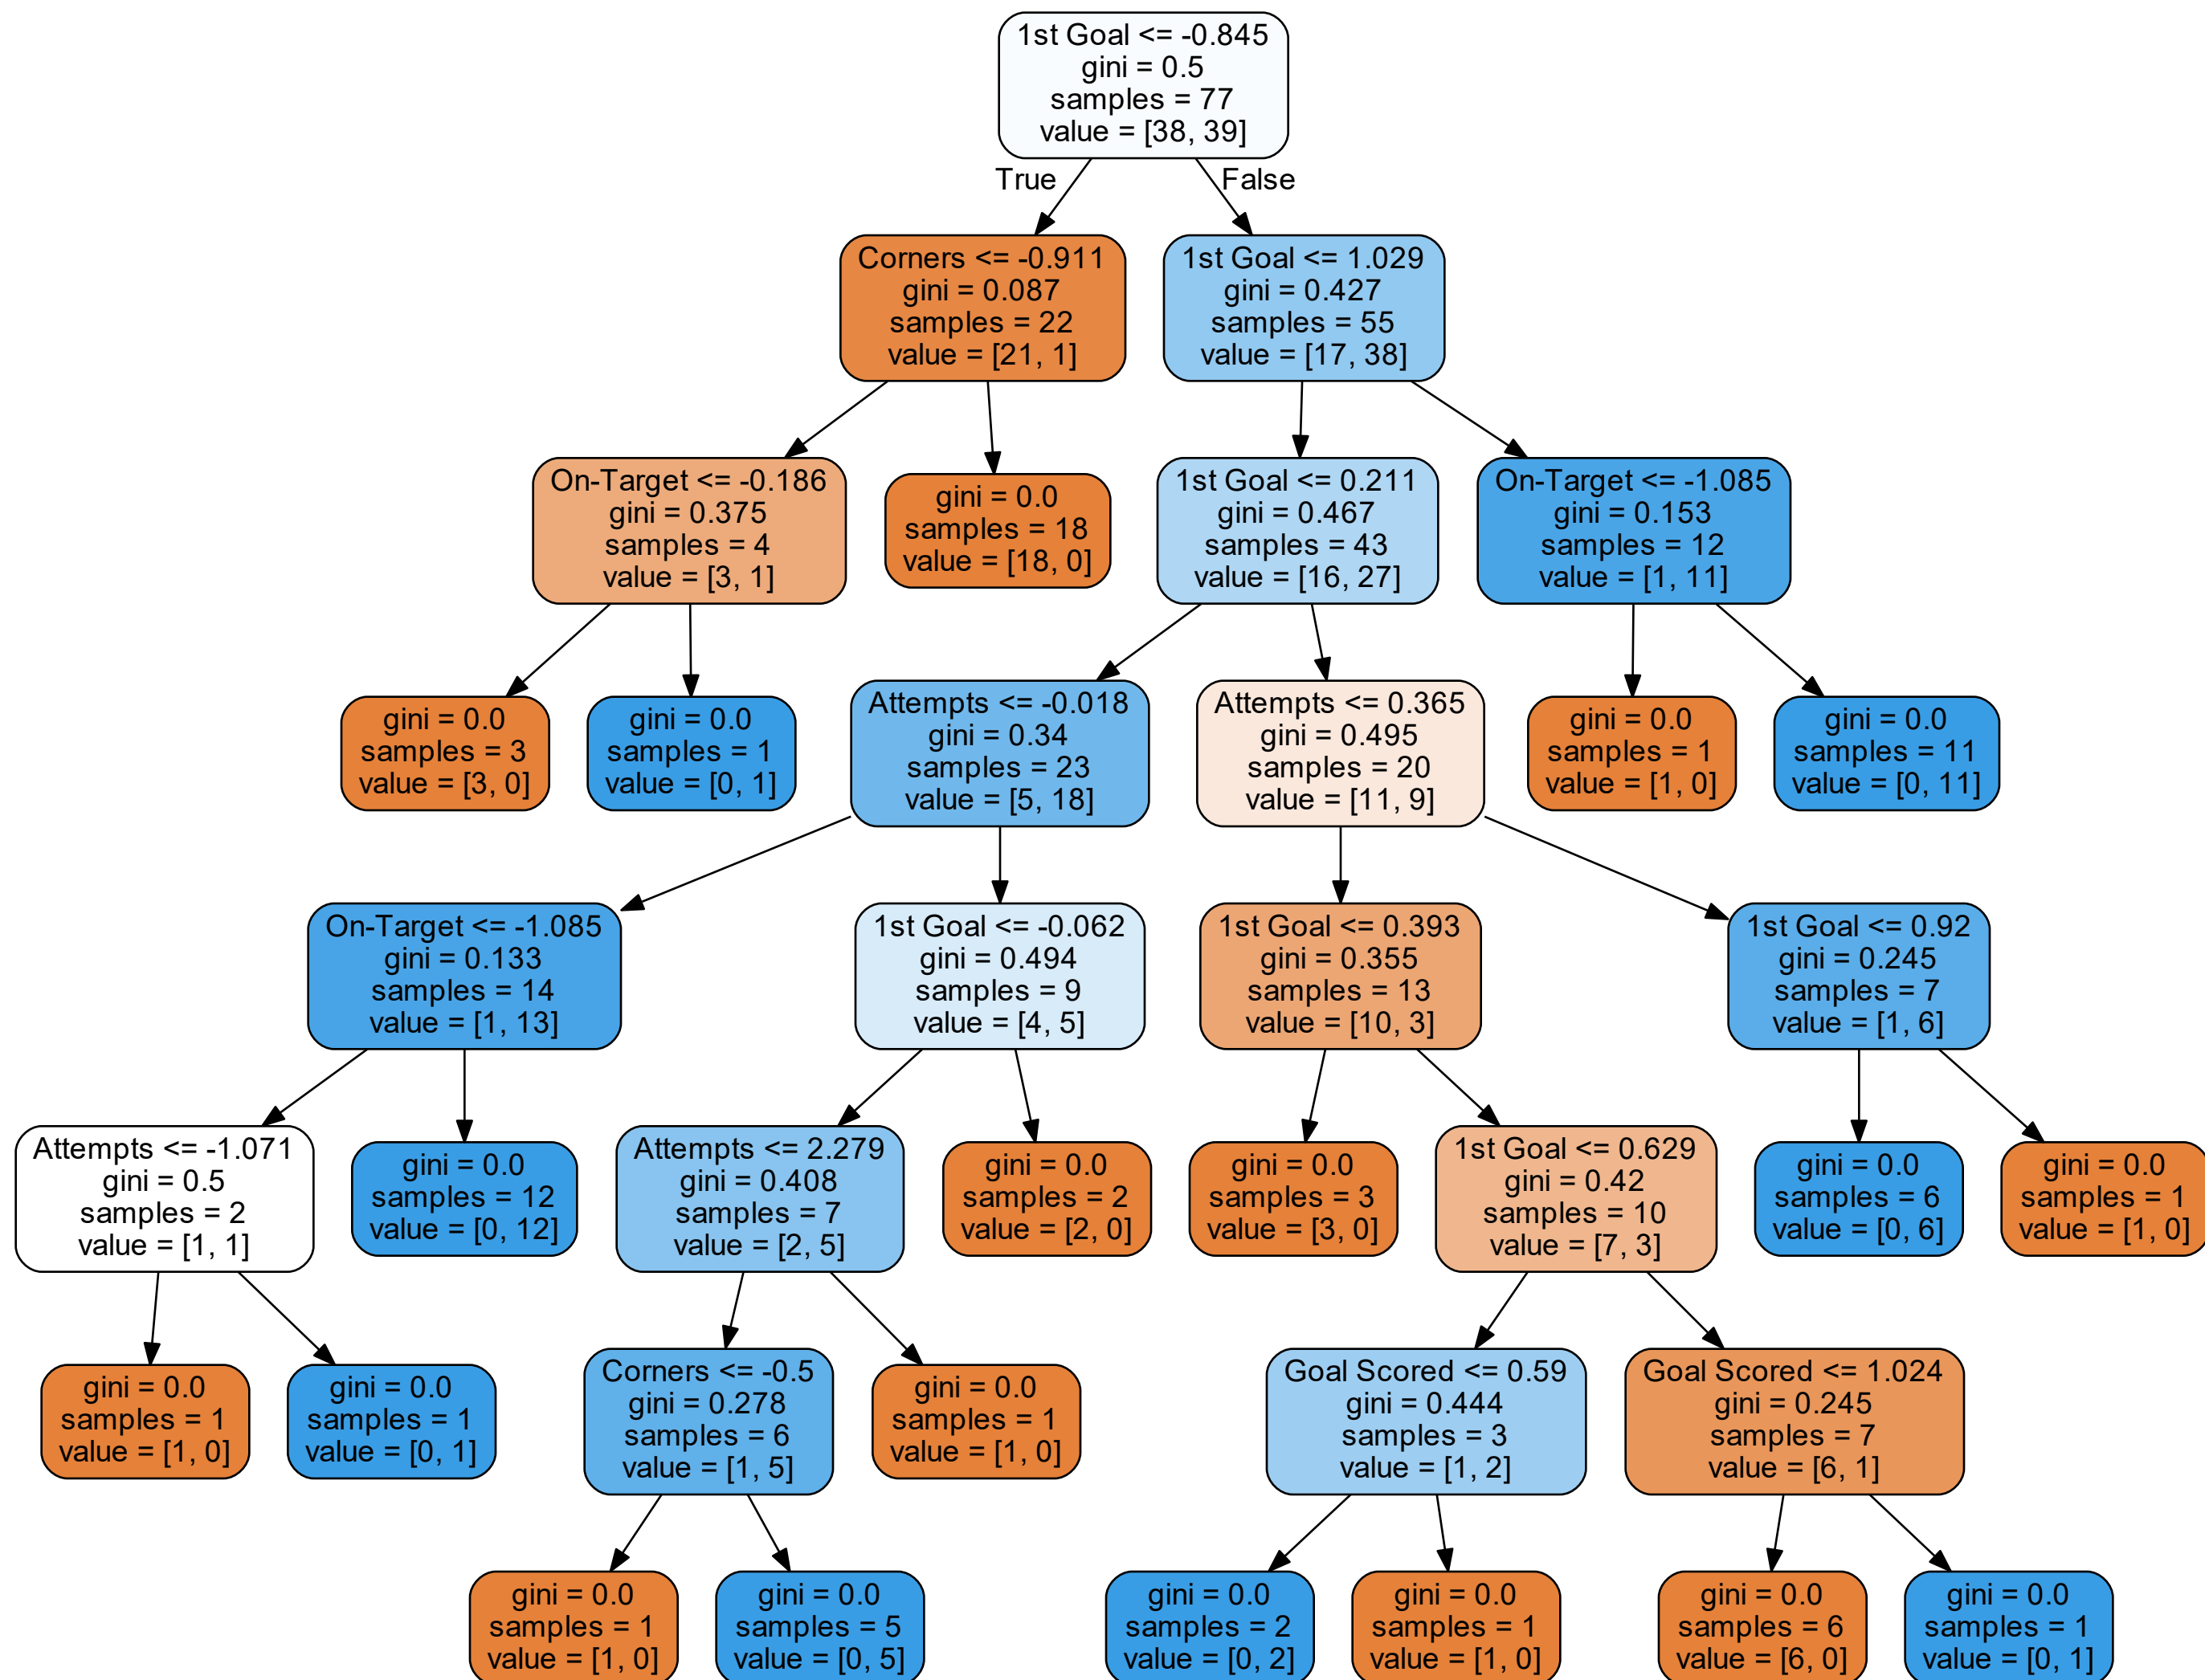 1st Goal <= -0.845
gini = 0.5
samples = 77
value = [38, 39]
True
False
Corners <= -0.911
gini = 0.087
samples = 22
value = [21, 1]
1st Goal <= 1.029
gini = 0.427
samples = 55
value = [17, 38]
On-Target <= -0.186
gini = 0.375
samples = 4
value = [3, 1]
gini = 0.0
samples = 18
value = [18, 0]
1st Goal <= 0.211
gini = 0.467
samples = 43
value = [16, 27]
On-Target <= -1.085
gini = 0.153
samples = 12
value = [1, 11]
gini = 0.0
samples = 3
value = [3, 0]
gini = 0.0
samples = 1
value = [0, 1]
Attempts <= -0.018
gini = 0.34
samples = 23
value = [5, 18]
Attempts <= 0.365
gini = 0.495
samples = 20
value = [11, 9]
gini = 0.0
samples = 1
value = [1, 0]
gini = 0.0
samples = 11
value = [0, 11]
On-Target <= -1.085
gini = 0.133
samples = 14
value = [1, 13]
1st Goal <= -0.062
gini = 0.494
samples = 9
value = [4, 5]
1st Goal <= 0.393
gini = 0.355
samples = 13
value = [10, 3]
1st Goal <= 0.92
gini = 0.245
samples = 7
value = [1, 6]
Attempts <= -1.071
gini = 0.5
samples = 2
value = [1, 1]
gini = 0.0
samples = 12
value = [0, 12]
Attempts <= 2.279
gini = 0.408
samples = 7
value = [2, 5]
gini = 0.0
samples = 2
value = [2, 0]
gini = 0.0
samples = 3
value = [3, 0]
1st Goal <= 0.629
gini = 0.42
samples = 10
value = [7, 3]
gini = 0.0
samples = 6
value = [0, 6]
gini = 0.0
samples = 1
value = [1, 0]
gini = 0.0
samples = 1
value = [1, 0]
gini = 0.0
samples = 1
value = [0, 1]
Corners <= -0.5
gini = 0.278
samples = 6
value = [1, 5]
gini = 0.0
samples = 1
value = [1, 0]
Goal Scored <= 0.59
gini = 0.444
samples = 3
value = [1, 2]
Goal Scored <= 1.024
gini = 0.245
samples = 7
value = [6, 1]
gini = 0.0
samples = 1
value = [1, 0]
gini = 0.0
samples = 5
value = [0, 5]
gini = 0.0
samples = 2
value = [0, 2]
gini = 0.0
samples = 1
value = [1, 0]
gini = 0.0
samples = 6
value = [6, 0]
gini = 0.0
samples = 1
value = [0, 1]